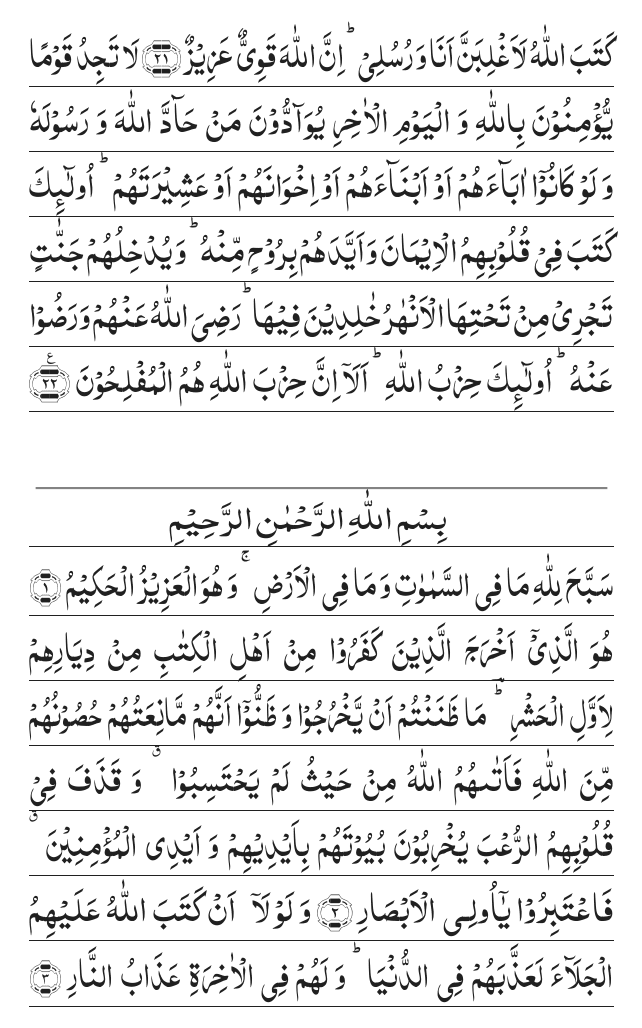 كَتَبَ اللّٰهُ لَاَغْلِبَنَّ اَنَا وَ رُسُلِیْ ؕ اِنَّ اللّٰهَ قَوِیٌّ عَزِیْزٌ ﴿۲۱﴾ لَا تَجِدُ قَوْمًا
یُّؤْمِنُوْنَ بِاللّٰهِ وَ الْیَوْمِ الْاٰخِرِ یُوَآدُّوْنَ مَنْ حَآدَّ اللّٰهَ وَ رَسُوْلَهٗ
وَ لَوْ كَانُوْۤا اٰبَآءَهُمْ اَوْ اَبْنَآءَهُمْ اَوْ اِخْوَانَهُمْ اَوْ عَشِیْرَتَهُمْ ؕ اُولٰٓىِٕكَ
كَتَبَ فِیْ قُلُوْبِهِمُ الْاِیْمَانَ وَ اَیَّدَهُمْ بِرُوْحٍ مِّنْهُ ؕ وَ یُدْخِلُهُمْ جَنّٰتٍ
تَجْرِیْ مِنْ تَحْتِهَا الْاَنْهٰرُ خٰلِدِیْنَ فِیْهَا ؕ رَضِیَ اللّٰهُ عَنْهُمْ وَ رَضُوْا
عَنْهُ ؕ اُولٰٓىِٕكَ حِزْبُ اللّٰهِ ؕ اَلَاۤ اِنَّ حِزْبَ اللّٰهِ هُمُ الْمُفْلِحُوْنَ ﴿۲۲﴾ ع
بِسْمِ اللّٰهِ الرَّحْمٰنِ الرَّحِیْمِ
سَبَّحَ لِلّٰهِ مَا فِی السَّمٰوٰتِ وَ مَا فِی الْاَرْضِ ۚ وَ هُوَ الْعَزِیْزُ الْحَكِیْمُ ﴿۱﴾
هُوَ الَّذِیْۤ اَخْرَجَ الَّذِیْنَ كَفَرُوْا مِنْ اَهْلِ الْكِتٰبِ مِنْ دِیَارِهِمْ
لِاَوَّلِ الْحَشْرِ ؕ مَا ظَنَنْتُمْ اَنْ یَّخْرُجُوْا وَ ظَنُّوْۤا اَنَّهُمْ مَّانِعَتُهُمْ حُصُوْنُهُمْ
مِّنَ اللّٰهِ فَاَتٰىهُمُ اللّٰهُ مِنْ حَیْثُ لَمْ یَحْتَسِبُوْا ۗ وَ قَذَفَ فِیْ
قُلُوْبِهِمُ الرُّعْبَ یُخْرِبُوْنَ بُیُوْتَهُمْ بِاَیْدِیْهِمْ وَ اَیْدِی الْمُؤْمِنِیْنَ ۗ
فَاعْتَبِرُوْا یٰۤاُولِی الْاَبْصَارِ ﴿۲﴾ وَ لَوْ لَاۤ اَنْ كَتَبَ اللّٰهُ عَلَیْهِمُ
الْجَلَآءَ لَعَذَّبَهُمْ فِی الدُّنْیَا ؕ وَ لَهُمْ فِی الْاٰخِرَةِ عَذَابُ النَّارِ ﴿۳﴾